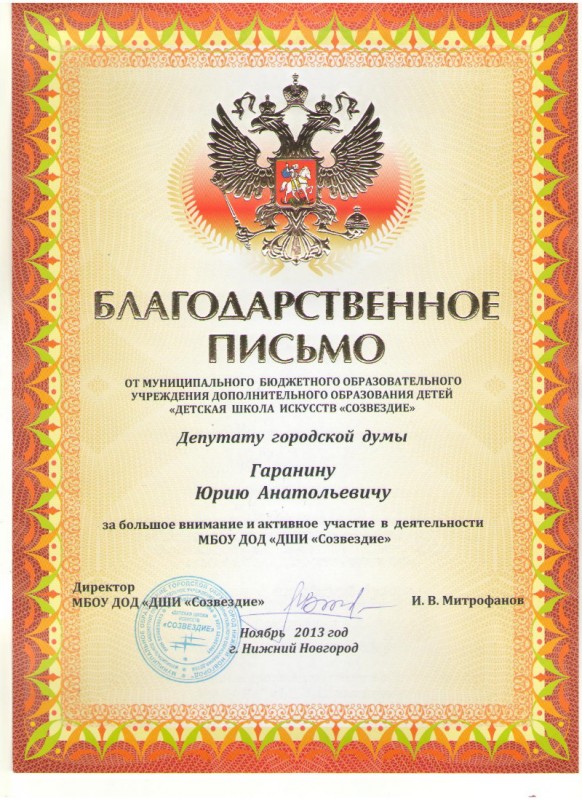 БЛАГОДАРСТВЕННОЕ
ПИСЬМО
ОТ МУНИЦИПАЛЬНОГО БЮДЖЕТНОГО ОБРАЗОВАТЕЛЬНОГО
УЧРЕЖДЕНИЯ ДОПОЛНИТЕЛЬНОГО ОБРАЗОВАНИЯ ДЕТЕЙ
«ДЕТСКАЯ ШКОЛА ИСКУССТВ «СОЗВЕЗДИЕ»
Депутату городской думы
Гаранину
Юрию Анатольевичу
за большое внимание и активное участие в деятельности
МБОУ ДОД «ДШИ «Созвездие»
Директор
МБОУ ДОД «ДШИ «Созвездие» И. В. Митрофанов
«СОЗВЕЗДИЕ»
Ноябрь 2013 год
г. Нижний Новгород